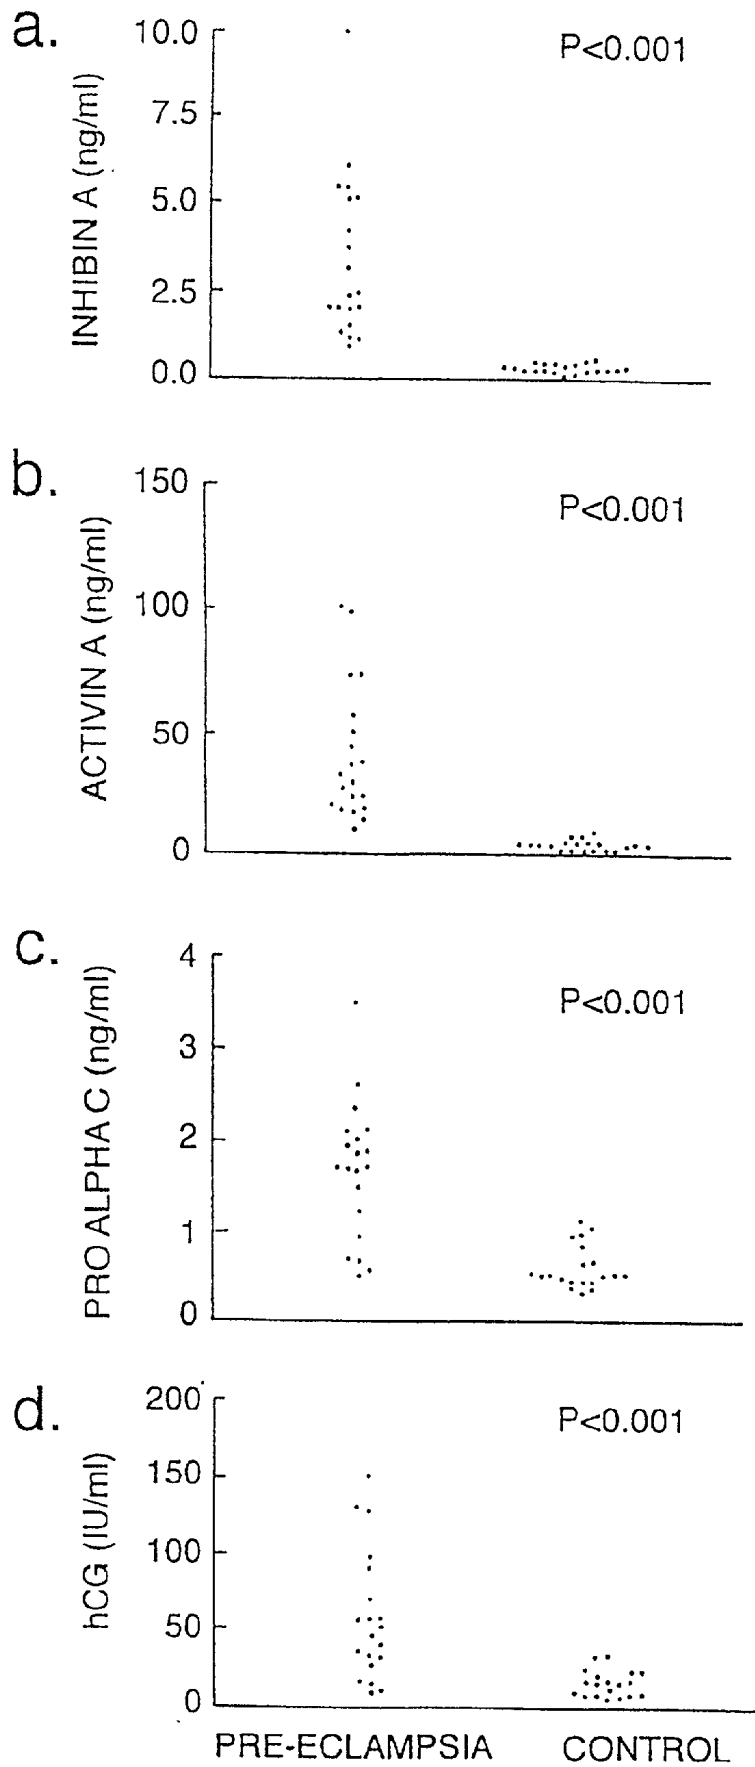 a.
INHIBIN A (ng/ml)
10.0
7.5
5.0
2.5
0.0
P<0.001
b.
ACTIVIN A (ng/ml)
150
100
50
0
P<0.001
c.
PRO ALPHA C (ng/ml)
4
3
2
1
0
P<0.001
d.
hCG (IU/ml)
200
150
100
50
0
P<0.001
PRE-ECLAMPSIA CONTROL